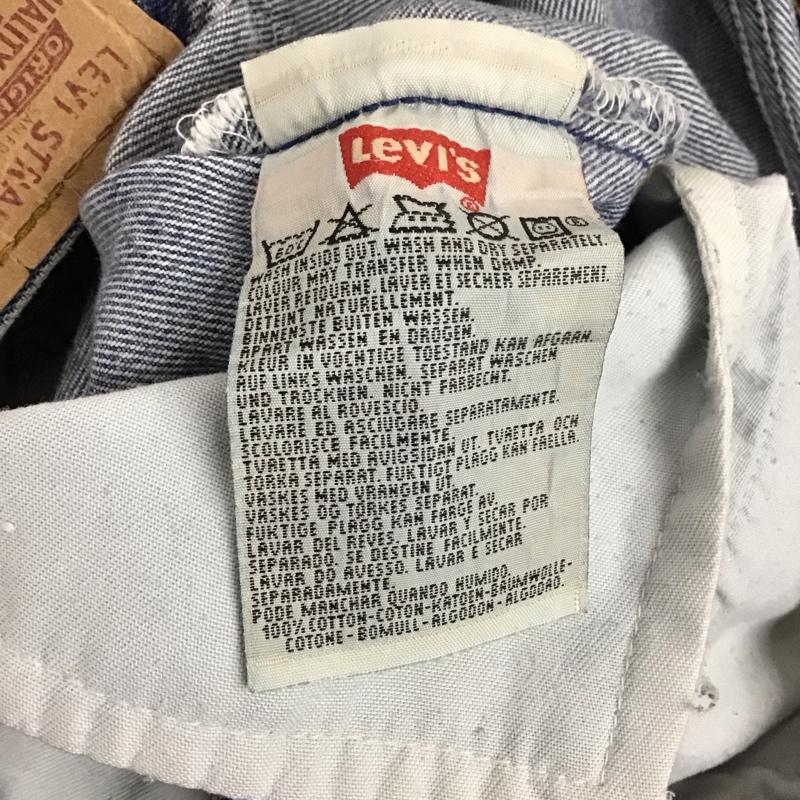 QUALITY
LEVI STRA
Levi's
®
60C
®
WASH INSIDE OUT, WASH AND DRY SEPARATELY.
COLOUR MAY TRANSFER WHEN DAMP.
LAVER RETOURNE. LAVER ET SECHER SEPAREMENT.
DETEINT NATURELLEMENT.
BINNENSTE BUITEN WASSEN.
APART WASSEN EN DROGEN.
KLEUR IN VOCHTIGE TOESTAND KAN AFGAAN.
AUF LINKS WASCHEN. SEPARAT WASCHEN
UND TROCKNEN. NICHT FARBECHT.
LAVARE AL ROVESCIO.
LAVARE ED ASCIUGARE SEPARATAMENTE.
SCOLORISCE FACILMENTE.
TVAETTA MED AVIGSIDAN UT. TVAETTA OCH
TORKA SEPARAT. FUKTIGT PLAGG KAN FAELLA.
VASKES MED VRANGEN UT.
VASKES OG TORKES SEPARAT.
FUKTIGE PLAGG KAN FARGE AV.
LAVAR DEL REVES. LAVAR Y SECAR POR
SEPARADO. SE DESTINE FACILMENTE.
LAVAR DO AVESSO. LAVAR E SECAR
SEPARADAMENTE.
PODE MANCHAR QUANDO HUMIDO.
100% COTTON-COTON-KATOEN-BAUMWOLLE-
COTONE-BOMULL-ALGODON-ALGODAO.